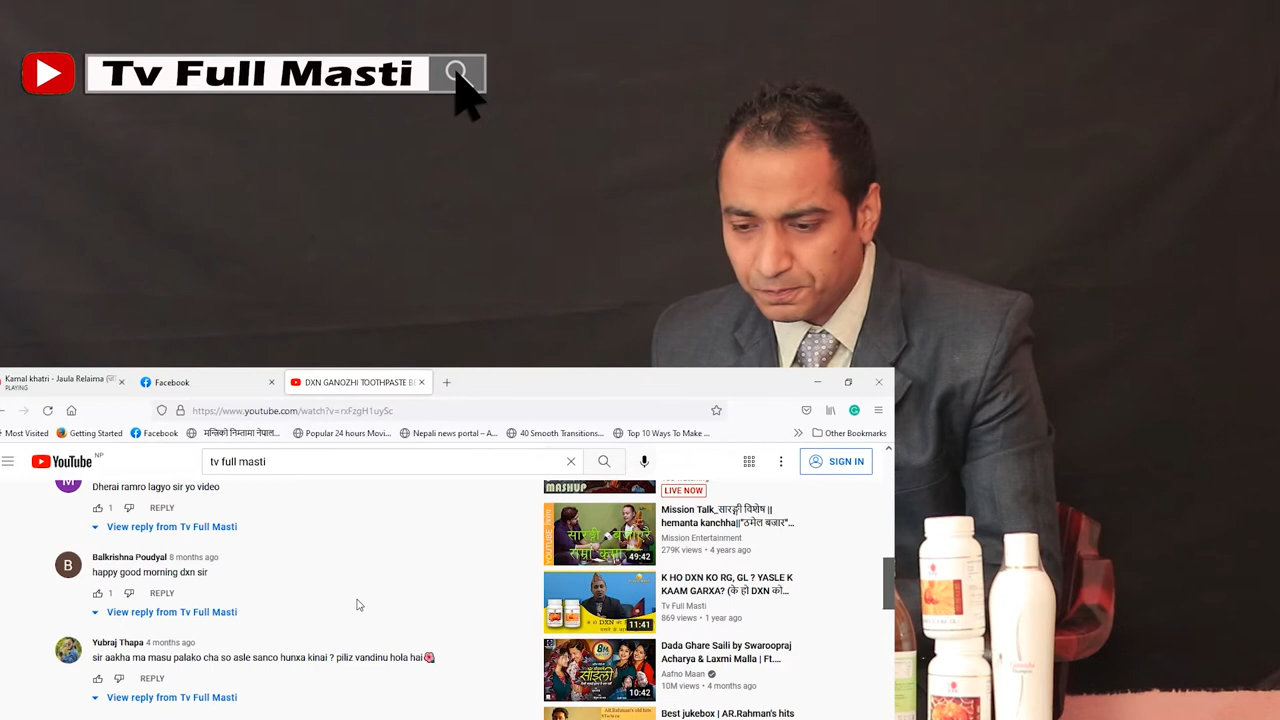 Tv Full Masti
Kamal khatri - Jaula Relaima
PLAYING
Facebook
DXN GANOZHI TOOTHPASTE BE
https://www.youtube.com/watch?v=rxFzgH1uySc
Most Visited
Getting Started
Facebook
मन्त्रिको निम्तामा नेपाल...
Popular 24 hours Movi...
Nepali news portal – A...
40 Smooth Transitions...
Top 10 Ways To Make ...
Other Bookmarks
YouTube NP
tv full masti
SIGN IN
Dherai ramro lagyo sir yo video
1 REPLY
View reply from Tv Full Masti
B
Balkrishna Poudyal 8 months ago
happy good morning dxn sir
1 REPLY
View reply from Tv Full Masti
Yubraj Thapa 4 months ago
sir aakha ma masu palako cha so asle sanco hunxa kinai ? piliz vandinu hola hai
REPLY
View reply from Tv Full Masti
MASHUP
LIVE NOW
49:42
Mission Talk_सारङ्गी विशेष ||
hemanta kanchha||"ठमेल बजार"...
Mission Entertainment
279K views • 4 years ago
11:41
K HO DXN KO RG, GL ? YASLE K
KAAM GARXA? (के हो DXN को...
Tv Full Masti
869 views • 1 year ago
8M
साँइली
10:42
Dada Ghare Saili by Swaroopraj
Acharya & Laxmi Malla | Ft....
Aafno Maan
10M views • 4 months ago
Best jukebox | AR.Rahman's hits